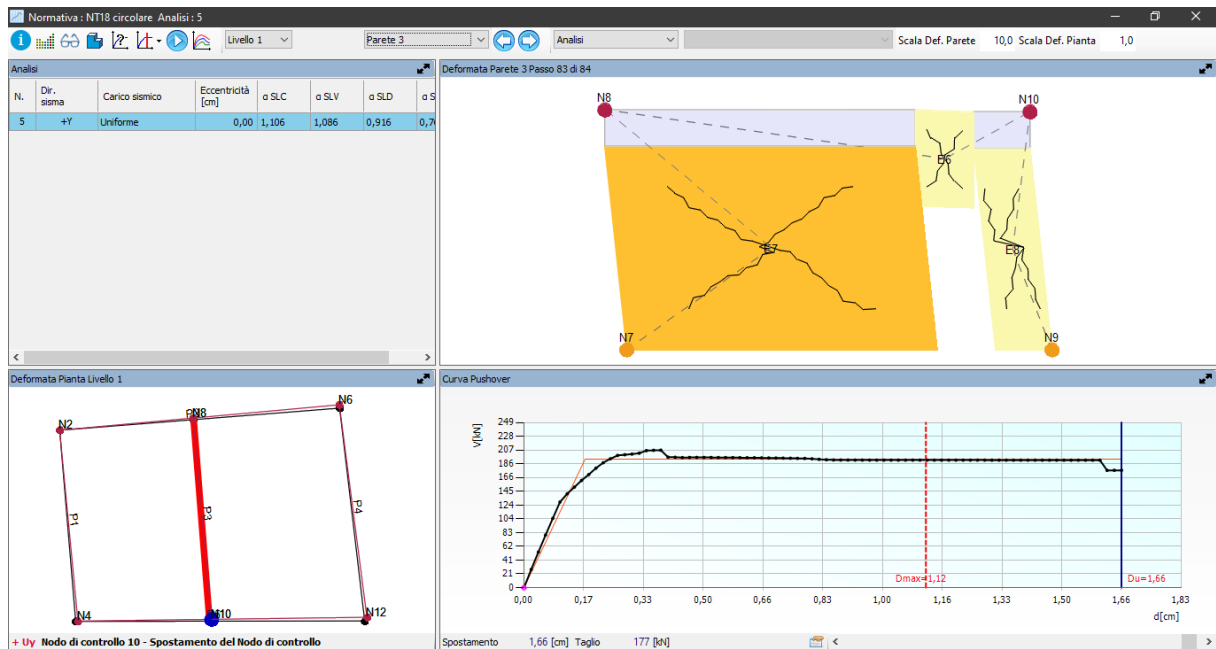 Normativa : NT18 circolare Analisi : 5
Livello 1
Parete 3
Analisi
Scala Def. Parete 10,0 Scala Def. Pianta 1,0
Analisi
N. Dir. sisma Carico sismico Eccentricità [cm] α SLC α SLV α SLD α S
5 +Y Uniforme 0,00 1,106 1,086 0,916 0,7
Deformata Parete 3 Passo 83 di 84
N8
N10
E6
E7
E8
N7
N9
Deformata Pianta Livello 1
N6
N8
N2
P1
P3
P4
N4
N10
N12
+ Uy Nodo di controllo 10 - Spostamento del Nodo di controllo
Curva Pushover
V[kN]
249
228
207
186
166
145
124
104
83
62
41
21
0
Dmax=1,12
Du=1,66
0,00 0,17 0,33 0,50 0,66 0,83 1,00 1,16 1,33 1,50 1,66 1,83
d[cm]
Spostamento 1,66 [cm] Taglio 177 [kN]